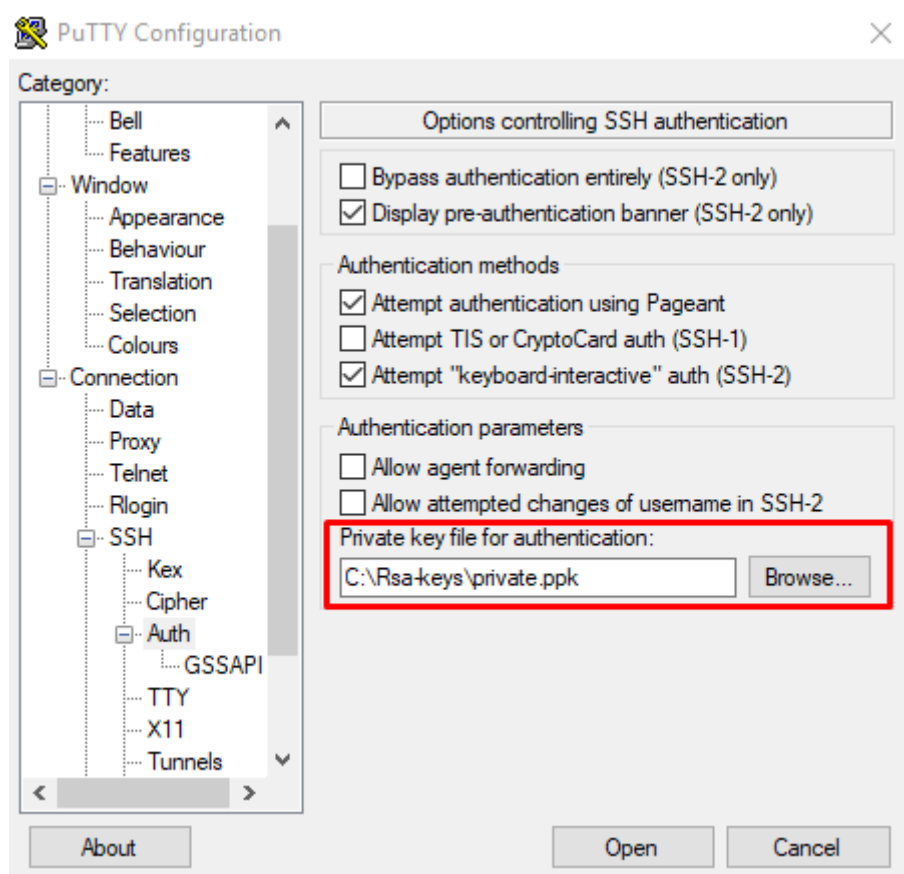 PuTTY Configuration
Category:
Bell
Features
Window
Appearance
Behaviour
Translation
Selection
Colours
Connection
Data
Proxy
Telnet
Rlogin
SSH
Kex
Cipher
Auth
GSSAPI
TTY
X11
Tunnels
Options controlling SSH authentication
Bypass authentication entirely (SSH-2 only)
Display pre-authentication banner (SSH-2 only)
Authentication methods
Attempt authentication using Pageant
Attempt TIS or CryptoCard auth (SSH-1)
Attempt "keyboard-interactive" auth (SSH-2)
Authentication parameters
Allow agent forwarding
Allow attempted changes of username in SSH-2
Private key file for authentication:
C:\Rsa-keys\private.ppk
Browse...
About
Open
Cancel